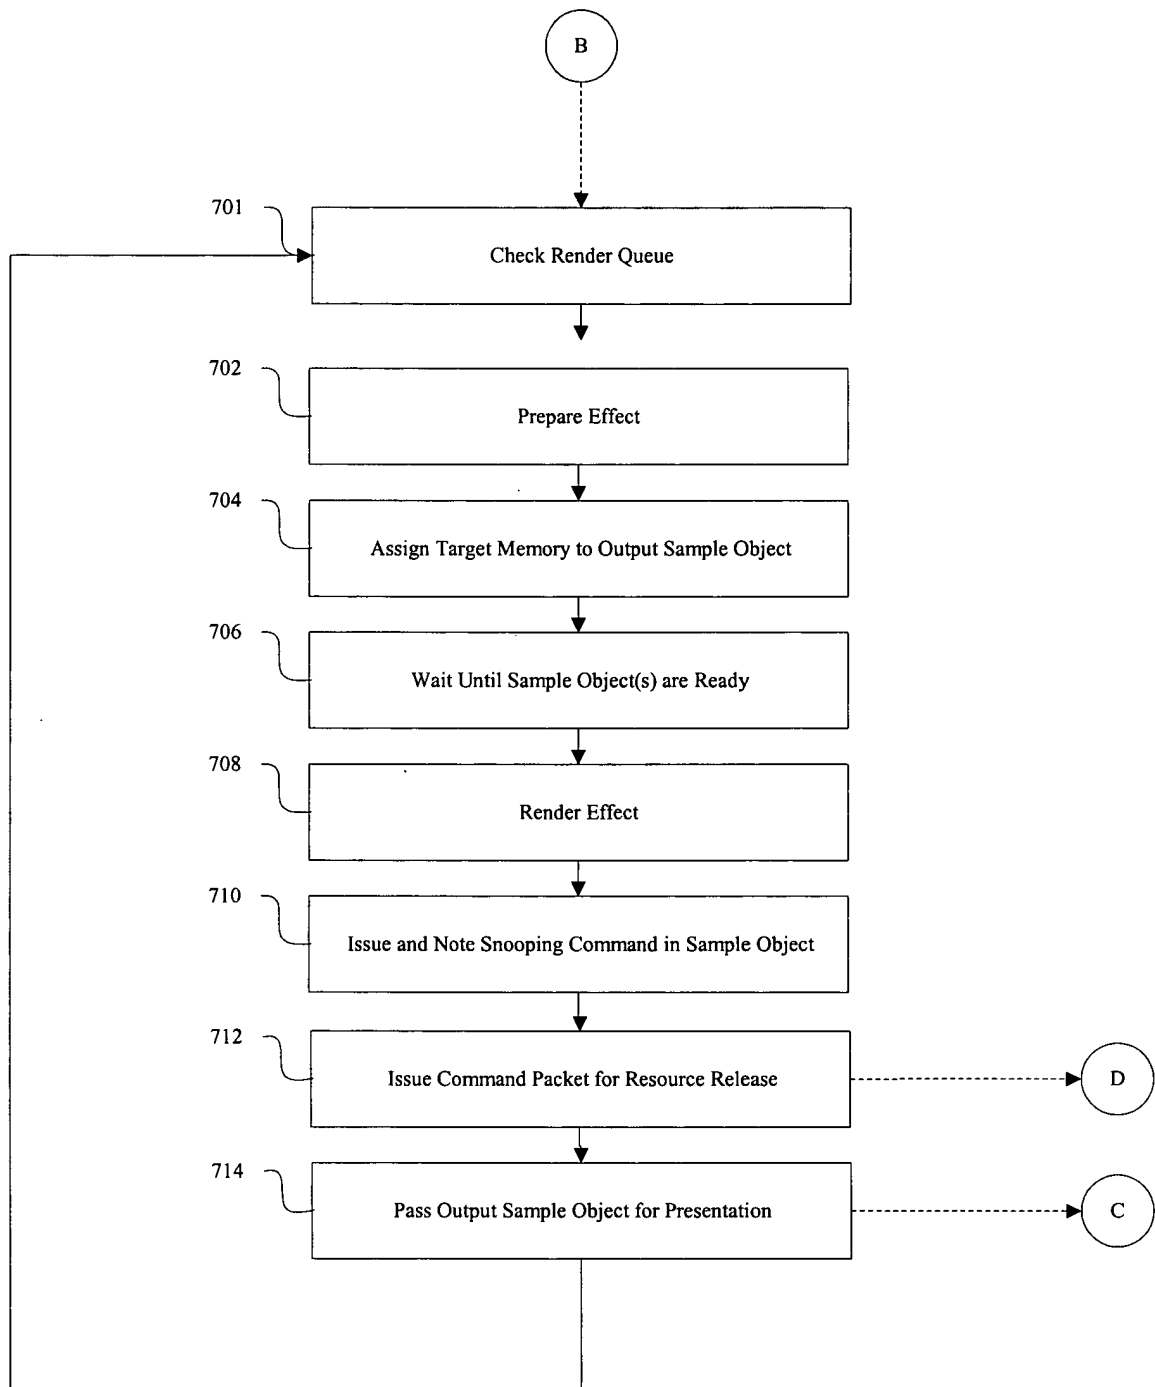 B
701
Check Render Queue
702
Prepare Effect
704
Assign Target Memory to Output Sample Object
706
Wait Until Sample Object(s) are Ready
708
Render Effect
710
Issue and Note Snooping Command in Sample Object
712
Issue Command Packet for Resource Release
D
714
Pass Output Sample Object for Presentation
C